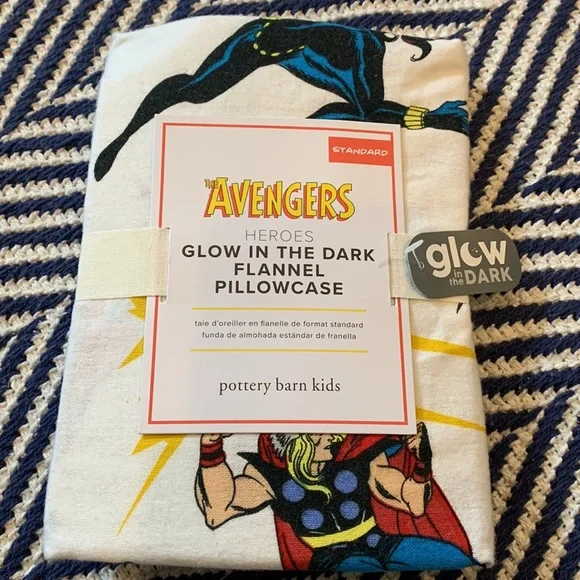 STANDARD
THE AVENGERS
HEROES
GLOW IN THE DARK
FLANNEL
PILLOWCASE
taie d'oreiller en flanelle de format standard
funda de almohada estándar de franella
pottery barn kids
glow
in the DARK